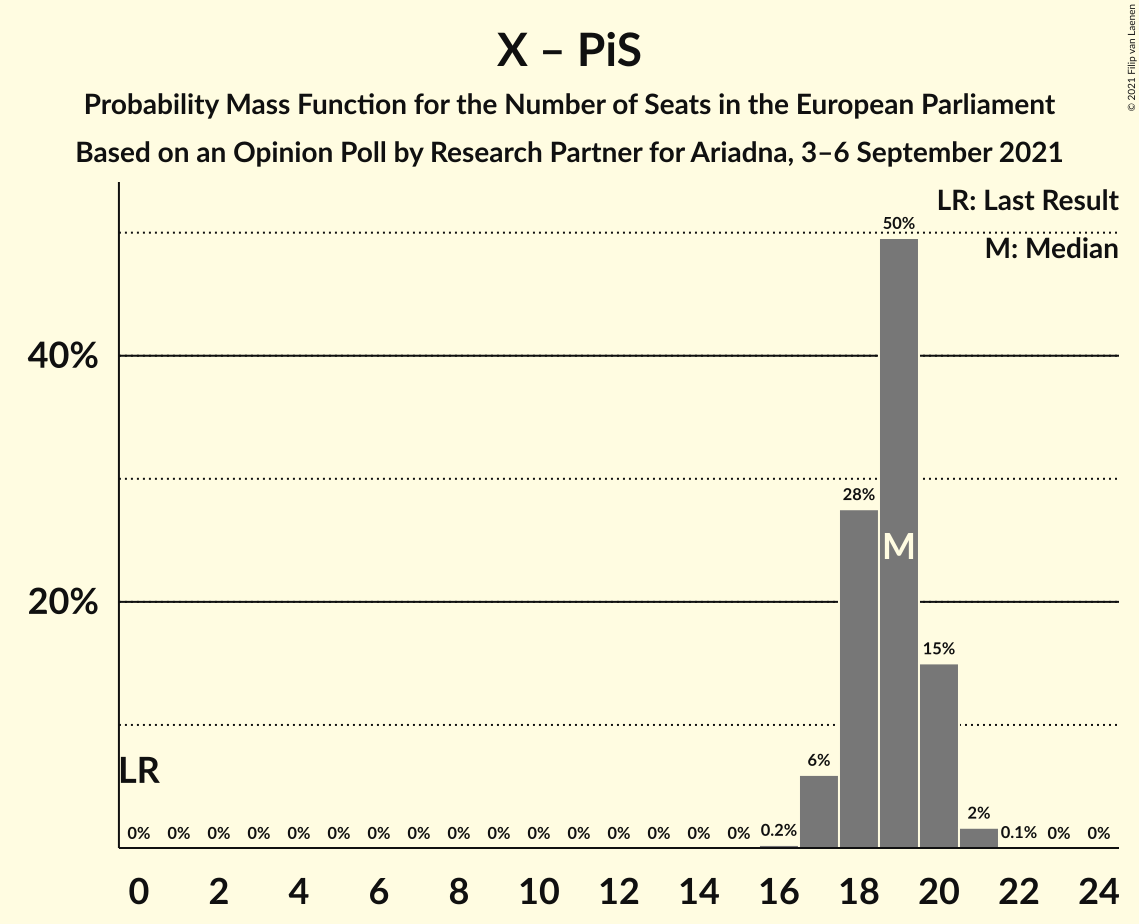 X – PiS
Probability Mass Function for the Number of Seats in the European Parliament
Based on an Opinion Poll by Research Partner for Ariadna, 3–6 September 2021
© 2021 Filip van Laenen
LR: Last Result
M: Median
50%
40%
28%
M
20%
15%
6%
LR
0% 0% 0% 0% 0% 0% 0% 0% 0% 0% 0% 0% 0% 0% 0% 0% 0.2% 2% 0.1% 0% 0%
0 2 4 6 8 10 12 14 16 18 20 22 24